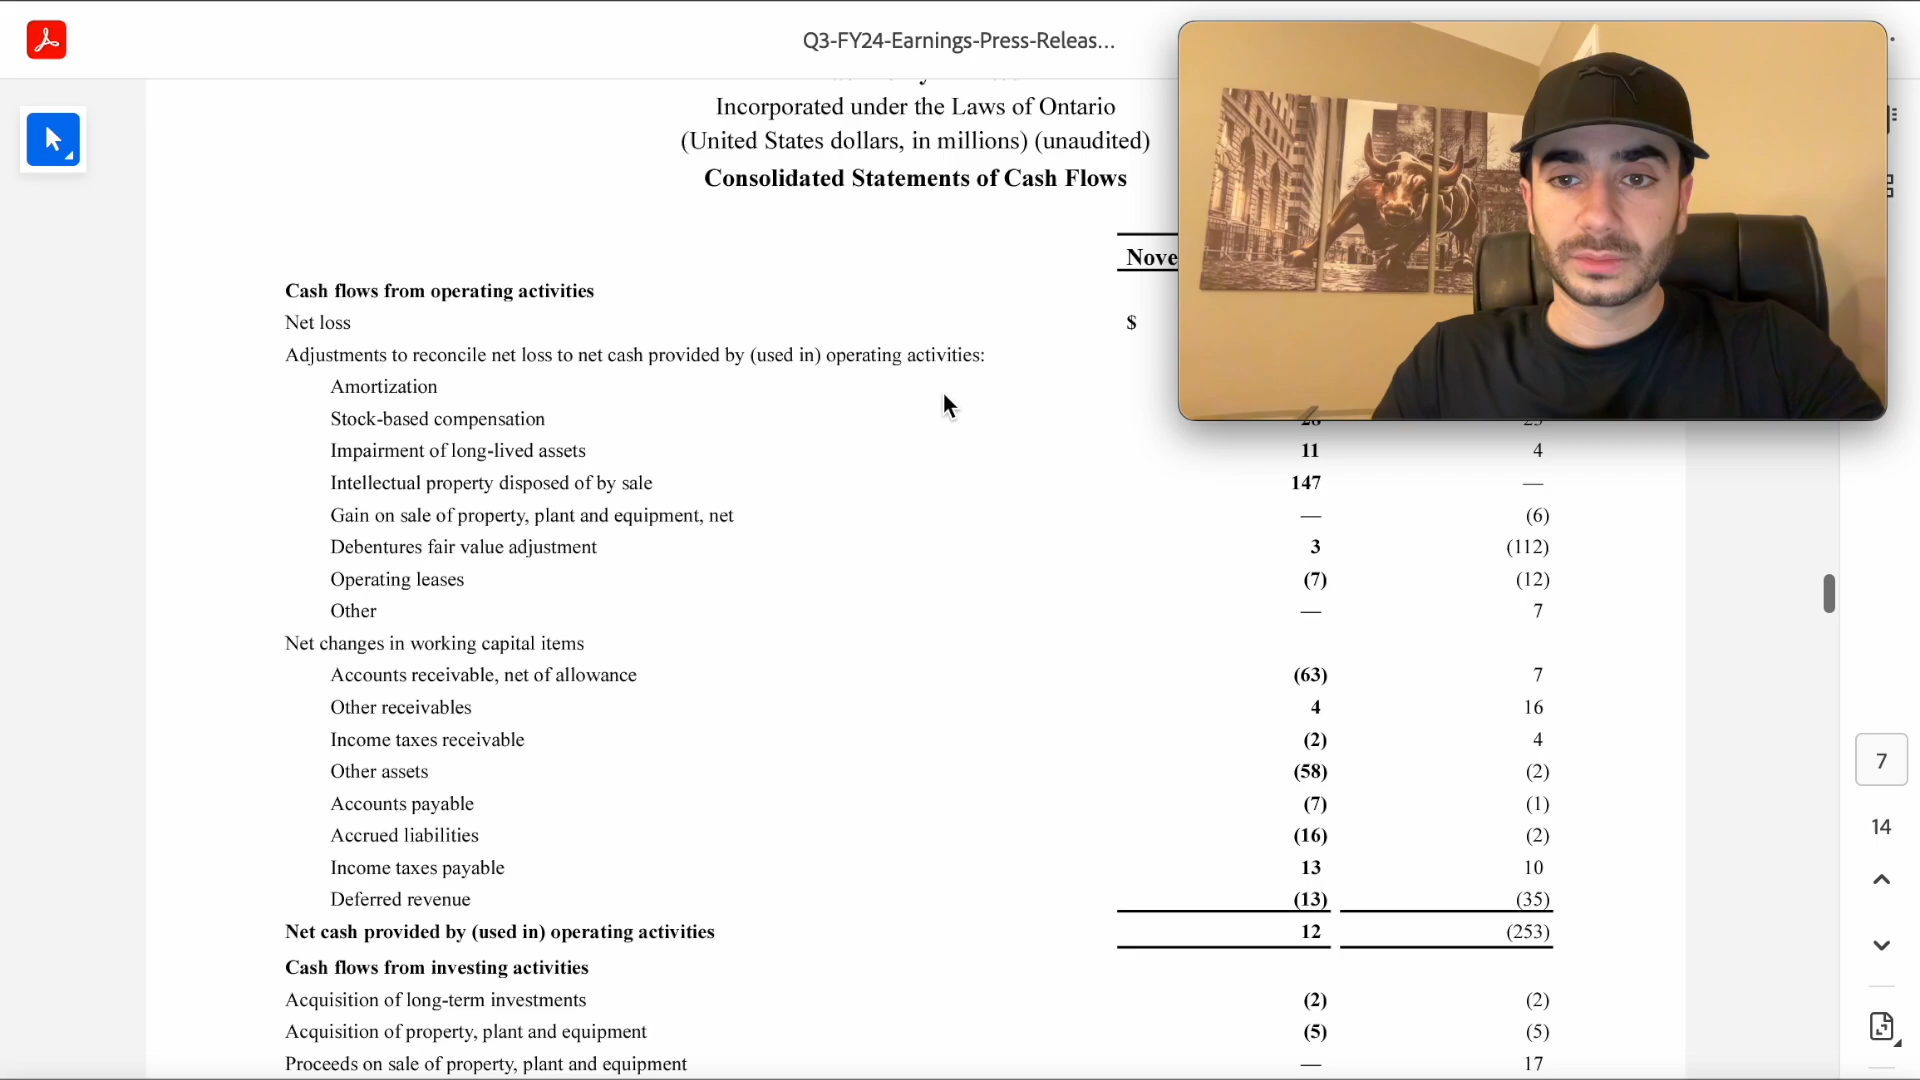 Q3-FY24-Earnings-Press-Releas...
Incorporated under the Laws of Ontario
(United States dollars, in millions) (unaudited)
Consolidated Statements of Cash Flows
Nove
Cash flows from operating activities
Net loss $
Adjustments to reconcile net loss to net cash provided by (used in) operating activities:
Amortization
Stock-based compensation
Impairment of long-lived assets 11 4
Intellectual property disposed of by sale 147 —
Gain on sale of property, plant and equipment, net — (6)
Debentures fair value adjustment 3 (112)
Operating leases (7) (12)
Other — 7
Net changes in working capital items
Accounts receivable, net of allowance (63) 7
Other receivables 4 16
Income taxes receivable (2) 4
Other assets (58) (2)
Accounts payable (7) (1)
Accrued liabilities (16) (2)
Income taxes payable 13 10
Deferred revenue (13) (35)
Net cash provided by (used in) operating activities 12 (253)
Cash flows from investing activities
Acquisition of long-term investments (2) (2)
Acquisition of property, plant and equipment (5) (5)
Proceeds on sale of property, plant and equipment — 17
7
14